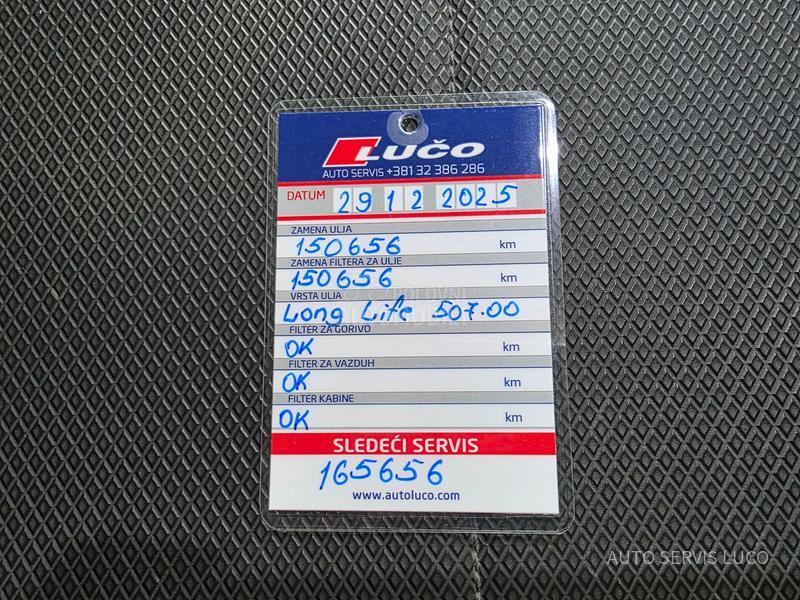 LUČO
AUTO SERVIS +381 32 386 286
DATUM 29 12 2025
ZAMENA ULJA
150656 km
ZAMENA FILTERA ZA ULJE
150656 km
VRSTA ULJA
Long Life 507.00
FILTER ZA GORIVO
OK km
FILTER ZA VAZDUH
OK km
FILTER KABINE
OK km
SLEDEĆI SERVIS
165656
www.autoluco.com
AUTO SERVIS LUCO